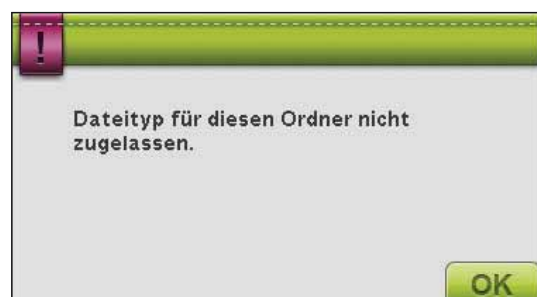 !
Dateityp für diesen Ordner nicht
zugelassen.
OK